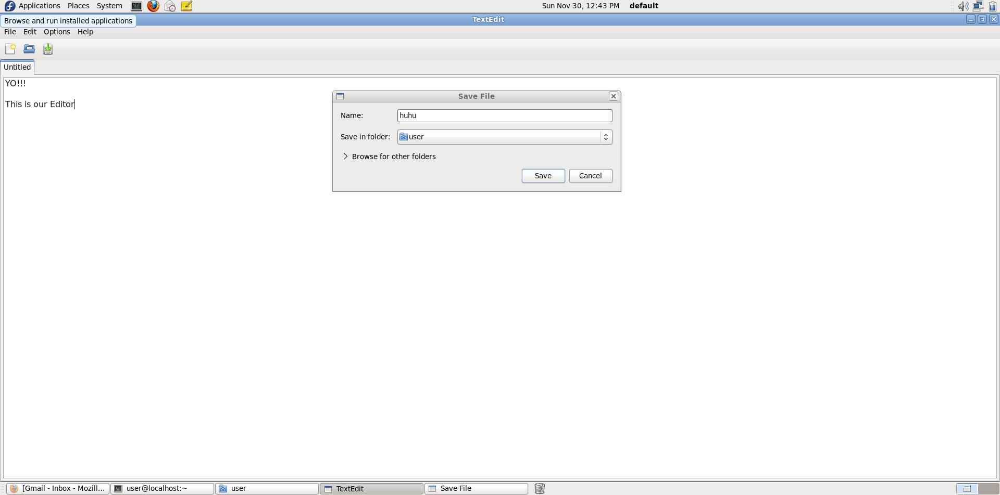 Applications Places System Sun Nov 30, 12:43 PM default
Browse and run installed applications TextEdit
File Edit Options Help
Untitled
YO!!!
This is our Editor
Save File
Name: huhu
Save in folder: user
Browse for other folders
Save Cancel
[Gmail - Inbox - Mozill... user@localhost:~ user TextEdit Save File